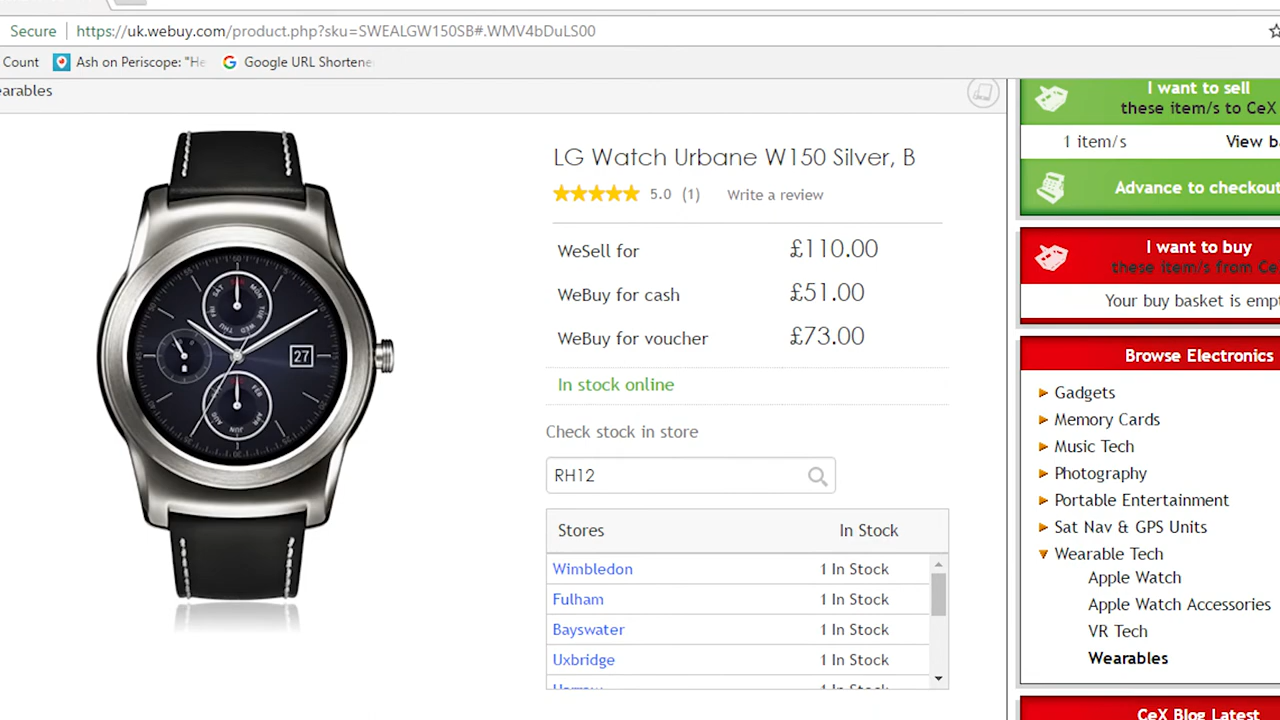 Secure
https://uk.webuy.com/product.php?sku=SWEALGW150SB#.WMV4bDuLS00
Count
Ash on Periscope: "He
Google URL Shortene
earables
LG Watch Urbane W150 Silver, B
5.0 (1) Write a review
WeSell for £110.00
WeBuy for cash £51.00
WeBuy for voucher £73.00
In stock online
Check stock in store
RH12
Stores In Stock
Wimbledon 1 In Stock
Fulham 1 In Stock
Bayswater 1 In Stock
Uxbridge 1 In Stock
27
I want to sell
these item/s to CeX
1 item/s View ba
Advance to checkout
I want to buy
these item/s from Ce
Your buy basket is empt
Browse Electronics
Gadgets
Memory Cards
Music Tech
Photography
Portable Entertainment
Sat Nav & GPS Units
Wearable Tech
Apple Watch
Apple Watch Accessories
VR Tech
Wearables
CeX Blog Latest